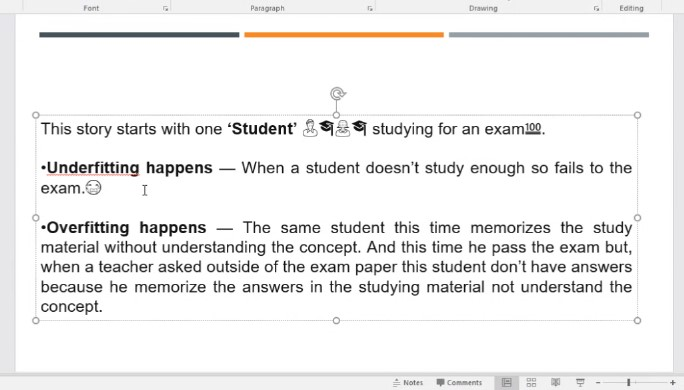 Font Paragraph Drawing Editing
This story starts with one ‘Student’ 👨‍🎓👩‍🎓 studying for an exam💯.
•Underfitting happens — When a student doesn’t study enough so fails to the
exam.😷
•Overfitting happens — The same student this time memorizes the study
material without understanding the concept. And this time he pass the exam but,
when a teacher asked outside of the exam paper this student don’t have answers
because he memorize the answers in the studying material not understand the
concept.
Notes Comments